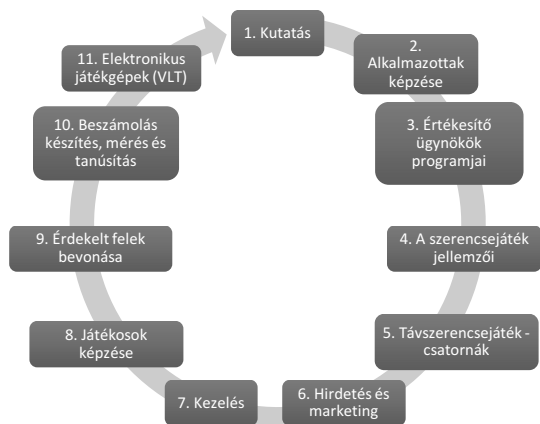 1. Kutatás
2.
Alkalmazottak
képzése
3. Értékesítő
ügynökök
programjai
4. A szerencsejáték
jellemzői
5. Távszerencsejáték -
csatornák
6. Hirdetés és
marketing
7. Kezelés
8. Játékosok
képzése
9. Érdekelt felek
bevonása
10. Beszámolás
készítés, mérés és
tanúsítás
11. Elektronikus
játékgépek (VLT)